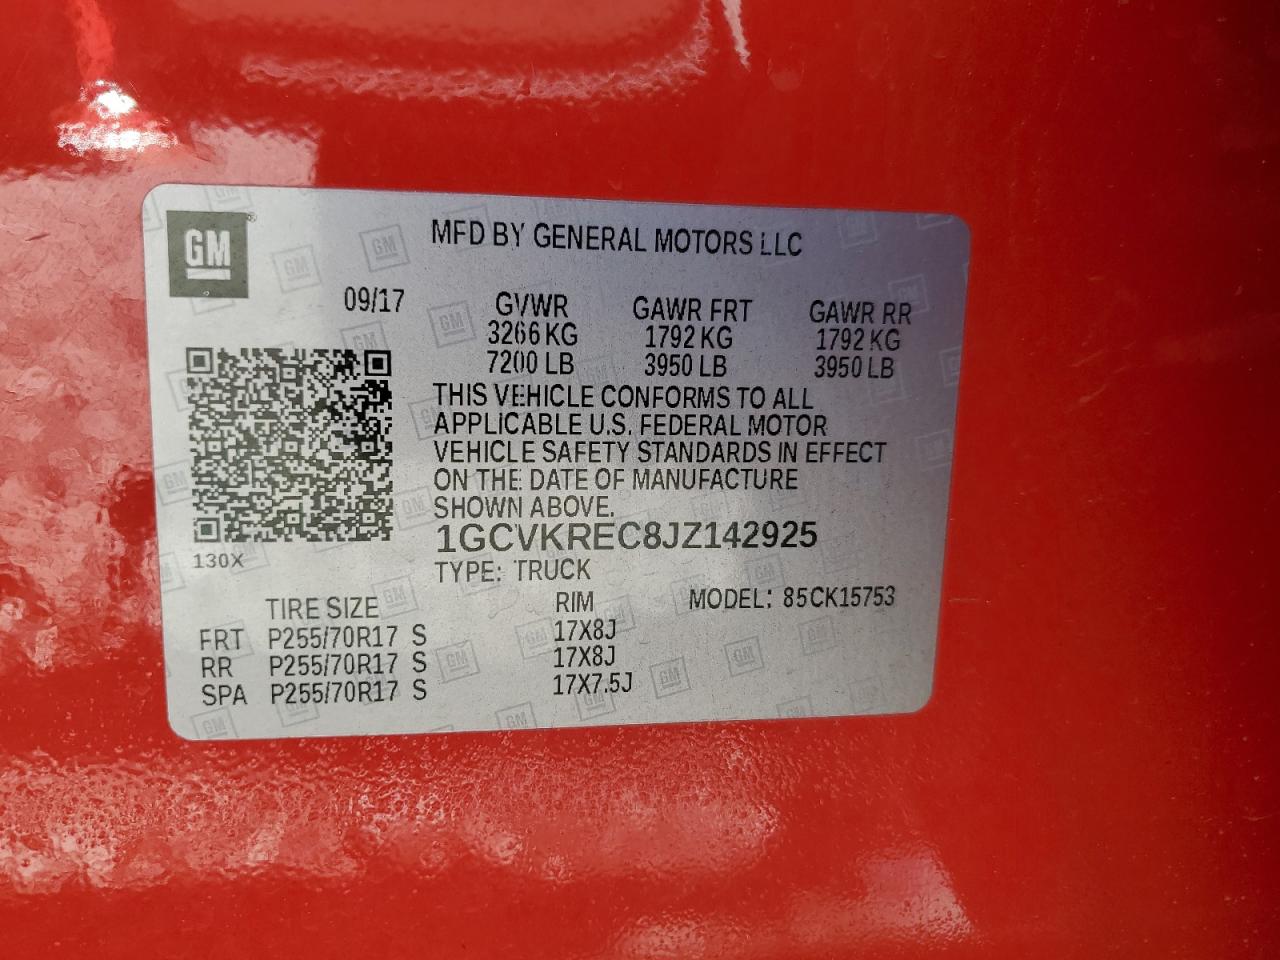 GM ®
MFD BY GENERAL MOTORS LLC
09/17
GVWR GAWR FRT GAWR RR
3266 KG 1792 KG 1792 KG
7200 LB 3950 LB 3950 LB
THIS VEHICLE CONFORMS TO ALL
APPLICABLE U.S. FEDERAL MOTOR
VEHICLE SAFETY STANDARDS IN EFFECT
ON THE DATE OF MANUFACTURE
SHOWN ABOVE.
1GCVKREC8JZ142925
130X
TYPE: TRUCK
TIRE SIZE RIM MODEL: 85CK15753
FRT P255/70R17 S 17X8J
RR P255/70R17 S 17X8J
SPA P255/70R17 S 17X7.5J